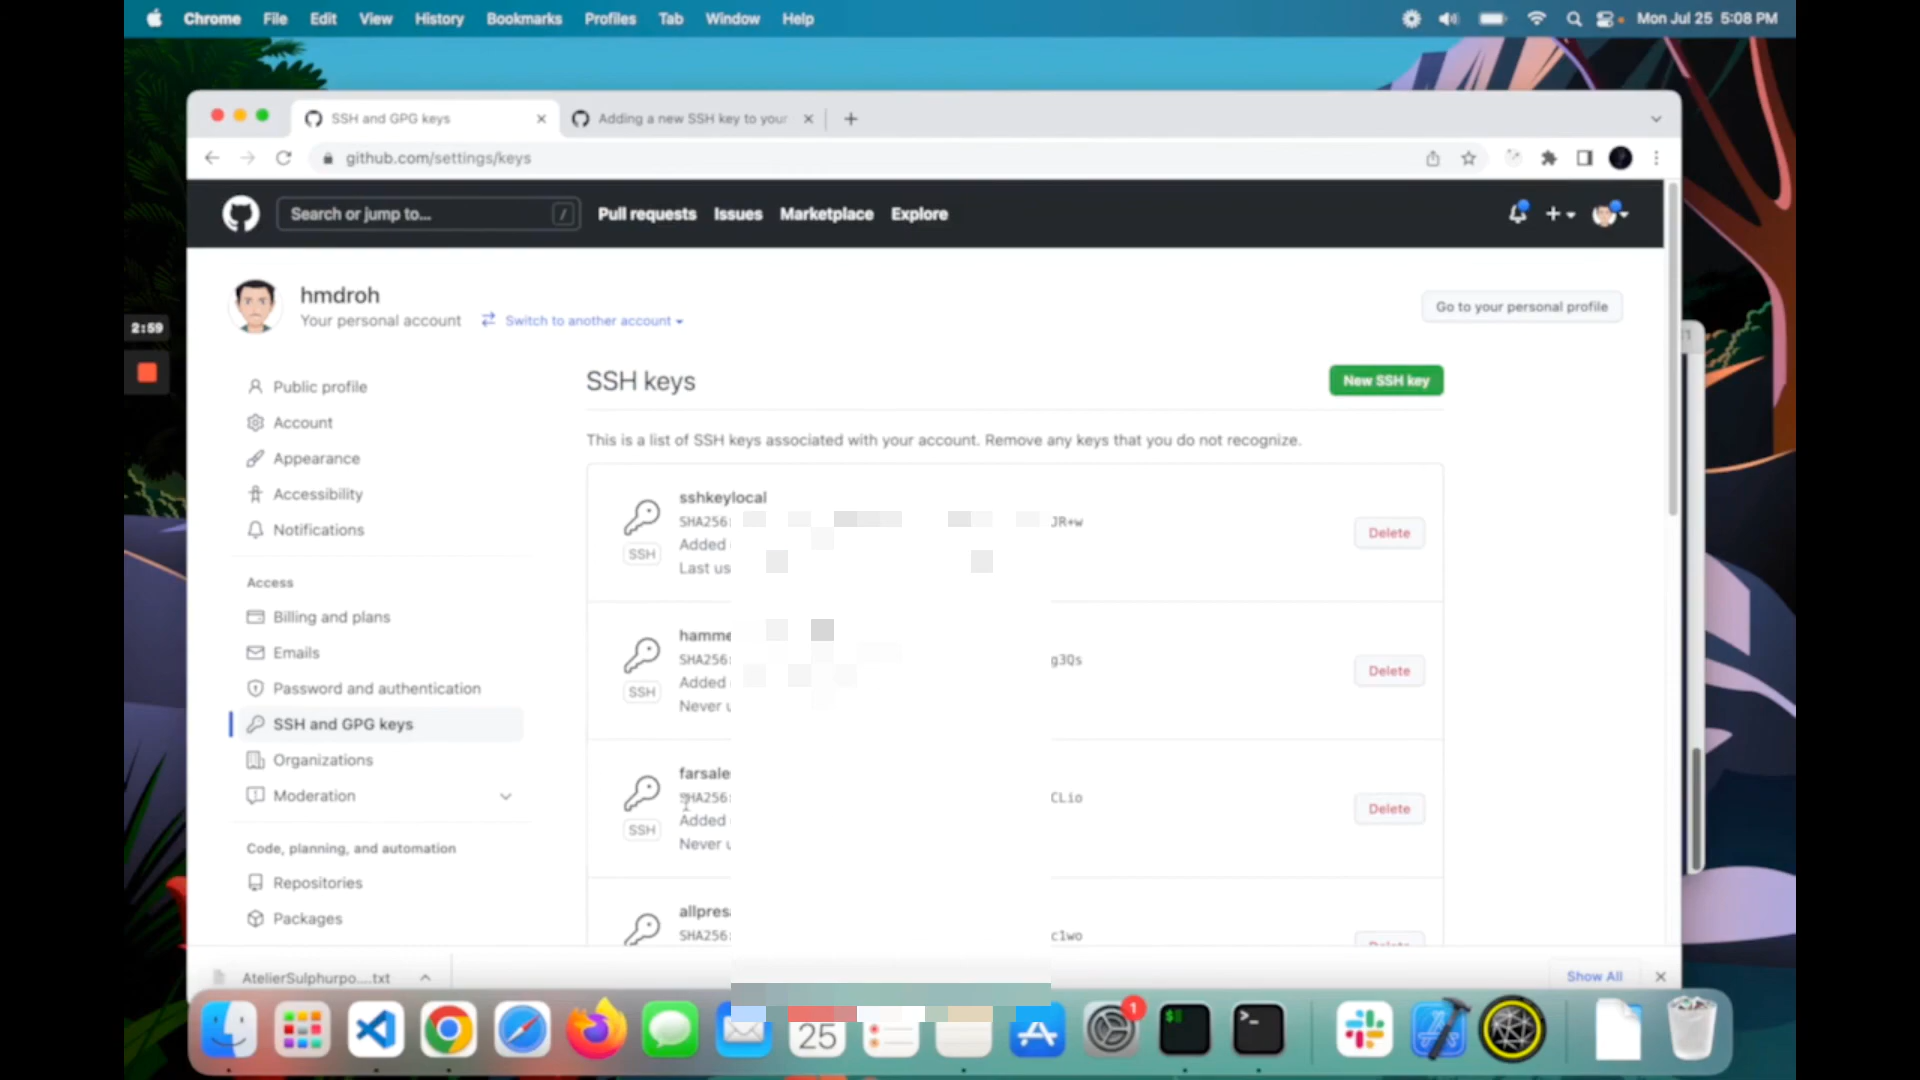 Chrome File Edit View History Bookmarks Profiles Tab Window Help Mon Jul 25 5:08 PM
SSH and GPG keys
Adding a new SSH key to your
github.com/settings/keys
Search or jump to... /
Pull requests Issues Marketplace Explore
hmdroh
Your personal account
Switch to another account
Go to your personal profile
2:59
Public profile
Account
Appearance
Accessibility
Notifications
Access
Billing and plans
Emails
Password and authentication
SSH and GPG keys
Organizations
Moderation
Code, planning, and automation
Repositories
Packages
SSH keys
New SSH key
This is a list of SSH keys associated with your account. Remove any keys that you do not recognize.
sshkeylocal
SHA256: JR+w
Added
Last us
SSH
Delete
hamme
SHA256: g3Qs
Added
Never u
SSH
Delete
farsale
SHA256: CLio
Added
Never u
SSH
Delete
allpres
SHA256: c1wo
Delete
AtelierSulphurpo....txt
Show All
25
1